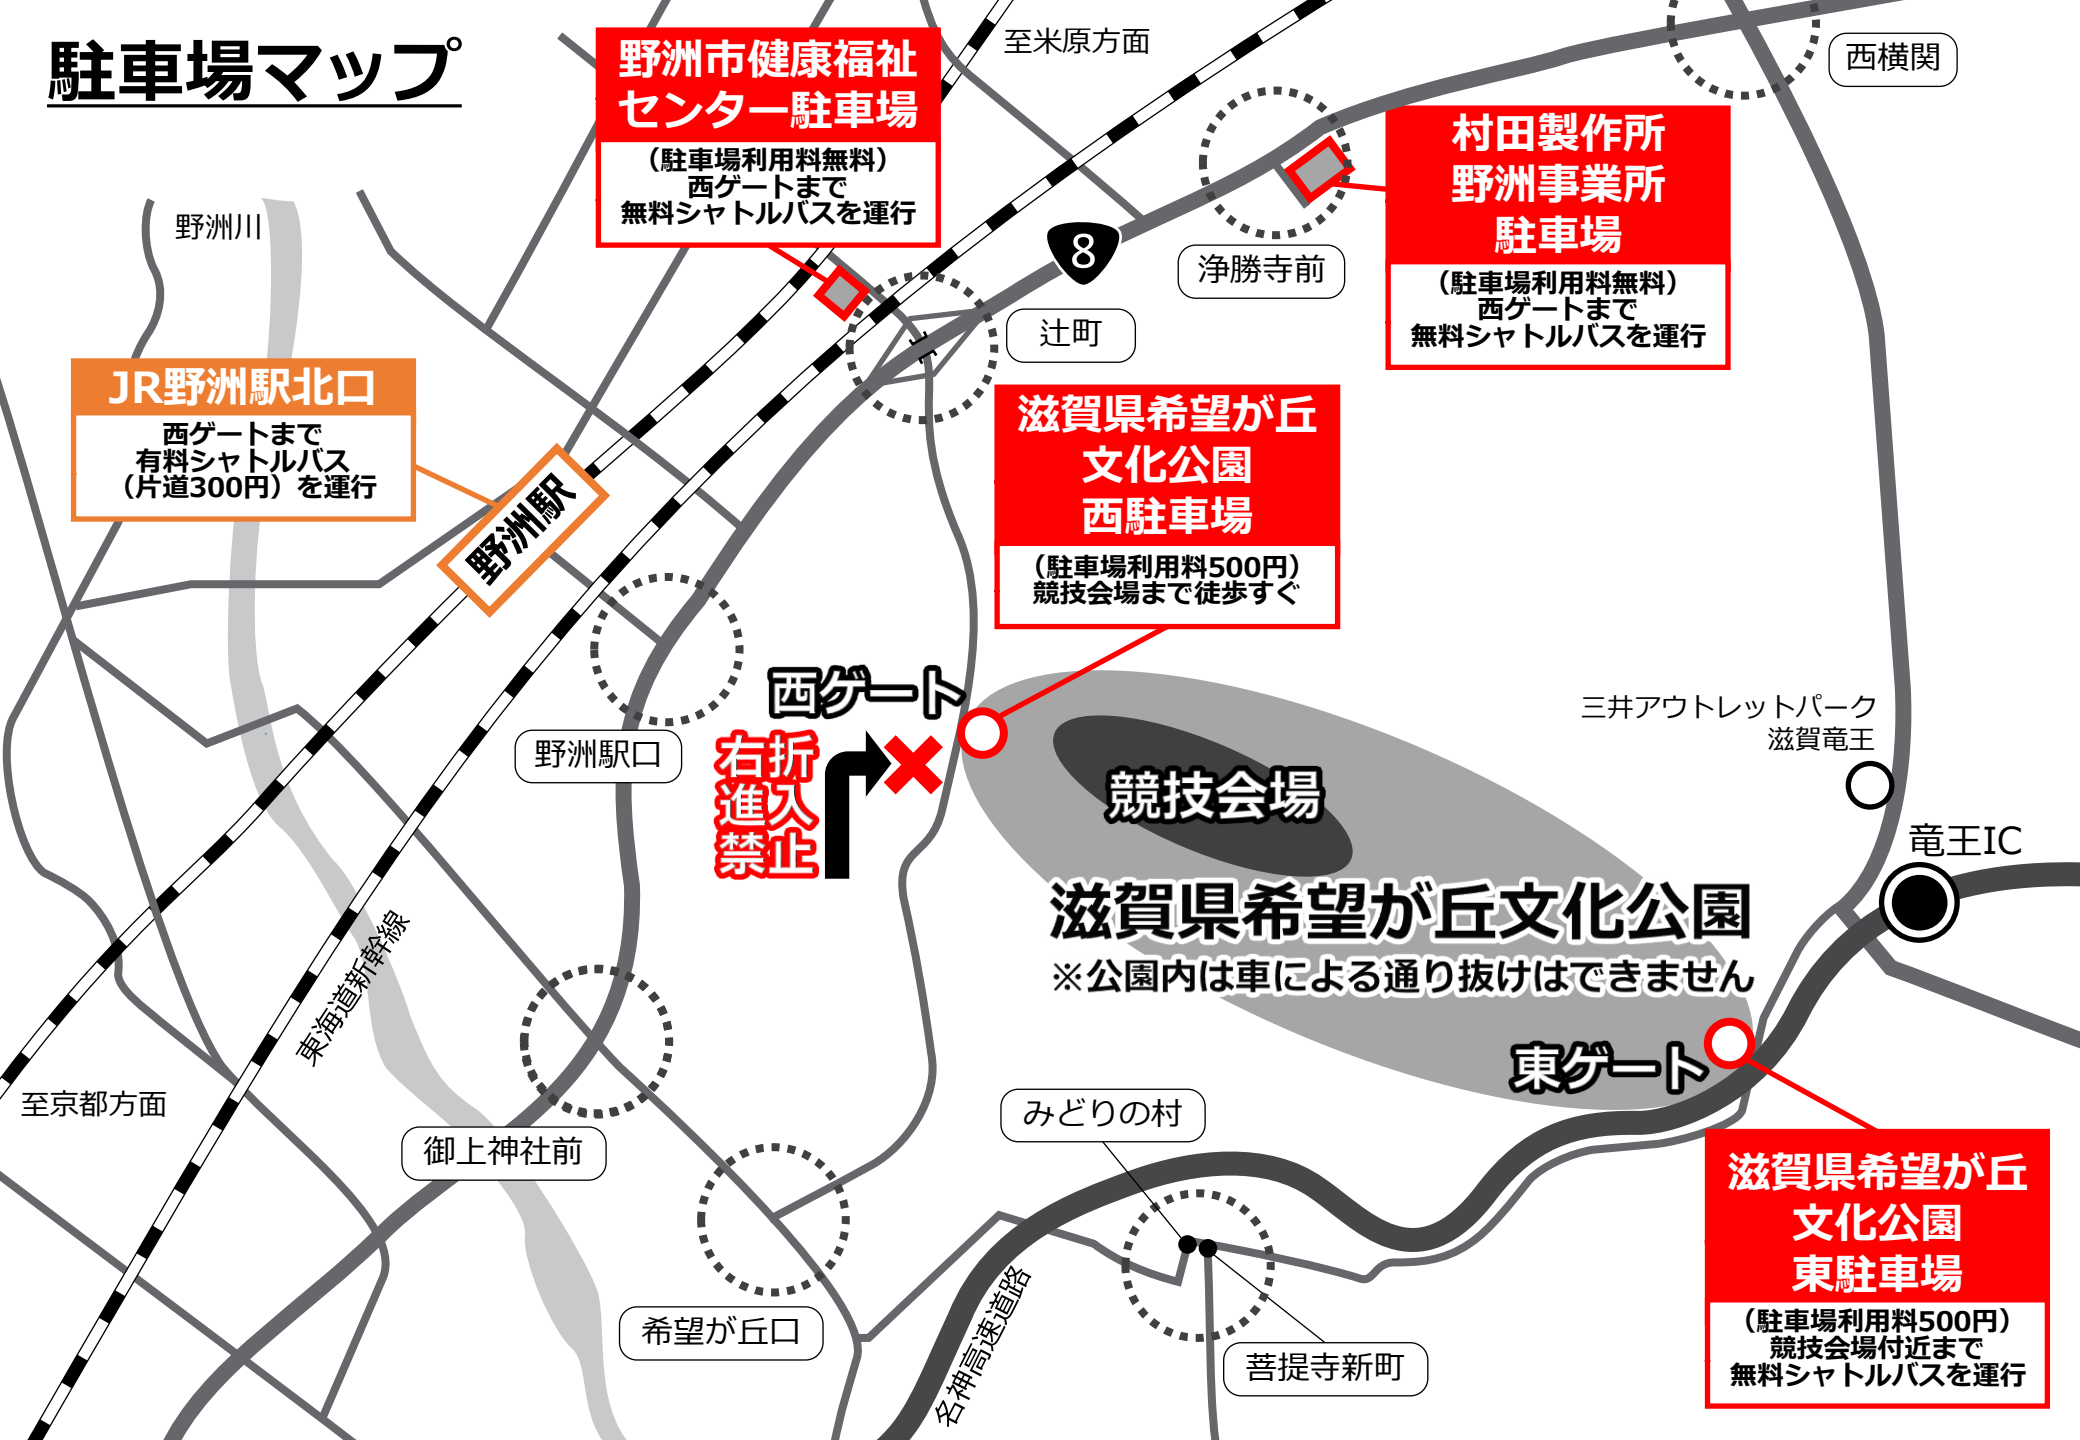 駐車場マップ
野洲市健康福祉
センター駐車場
（駐車場利用料無料）
西ゲートまで
無料シャトルバスを運行
至米原方面
西横関
村田製作所
野洲事業所
駐車場
（駐車場利用料無料）
西ゲートまで
無料シャトルバスを運行
野洲川
8
浄勝寺前
辻町
JR野洲駅北口
西ゲートまで
有料シャトルバス
（片道300円）を運行
野洲駅
滋賀県希望が丘
文化公園
西駐車場
（駐車場利用料500円）
競技会場まで徒歩すぐ
西ゲート
右折
進入
禁止
野洲駅口
競技会場
三井アウトレットパーク
滋賀竜王
竜王IC
滋賀県希望が丘文化公園
※公園内は車による通り抜けはできません
東海道新幹線
東ゲート
至京都方面
みどりの村
御上神社前
滋賀県希望が丘
文化公園
東駐車場
（駐車場利用料500円）
競技会場付近まで
無料シャトルバスを運行
希望が丘口
名神高速道路
菩提寺新町